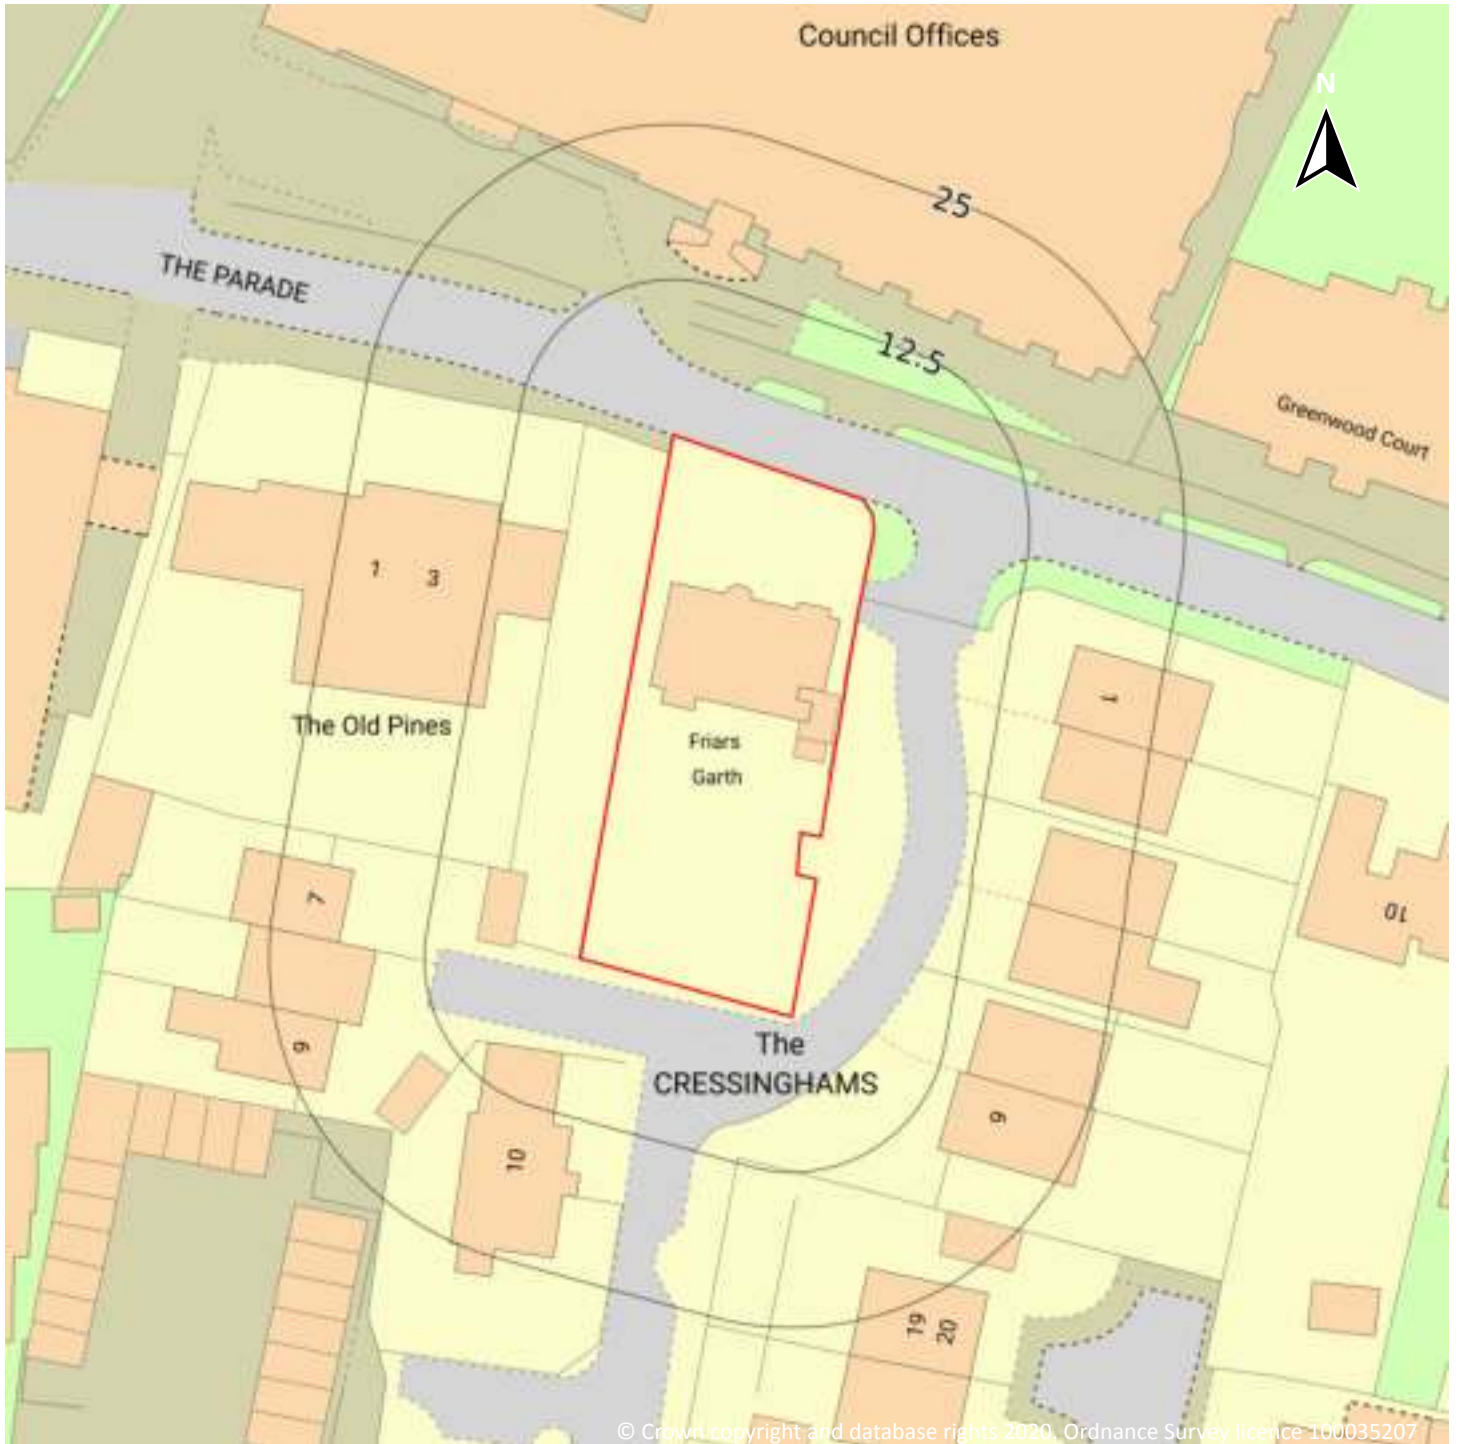 Council Offices
N
25
THE PARADE
12.5
Greenwood Court
1 3
1
The Old Pines
Friars
Garth
7
10
9
The
CRESSINGHAMS
9
10
19
20
© Crown copyright and database rights 2020. Ordnance Survey licence 100035207